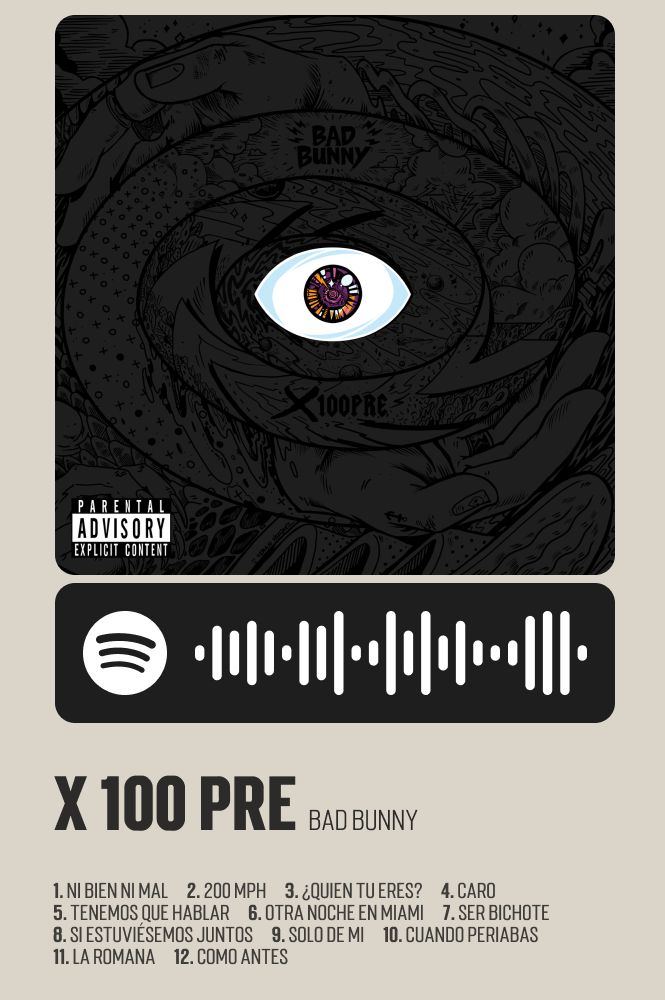 BAD
BUNNY
X100PRE
PARENTAL
ADVISORY
EXPLICIT CONTENT
X 100 PRE BAD BUNNY
1. NI BIEN NI MAL 2. 200 MPH 3. ¿QUIEN TU ERES? 4. CARO
5. TENEMOS QUE HABLAR 6. OTRA NOCHE EN MIAMI 7. SER BICHOTE
8. SI ESTUVIÉSEMOS JUNTOS 9. SOLO DE MI 10. CUANDO PERIABAS
11. LA ROMANA 12. COMO ANTES